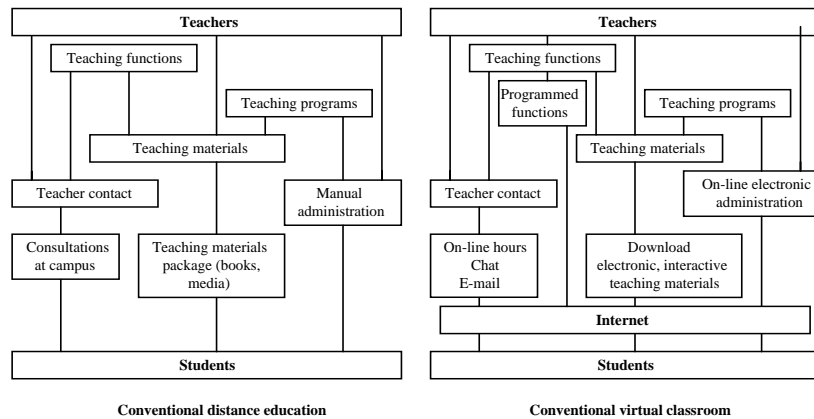 Teachers
Teaching functions
Teaching programs
Teaching materials
Teacher contact
Manual
administration
Consultations
at campus
Teaching materials
package (books,
media)
Students
Conventional distance education
Teachers
Teaching functions
Programmed
functions
Teaching programs
Teaching materials
Teacher contact
On-line electronic
administration
On-line hours
Chat
E-mail
Download
electronic, interactive
teaching materials
Internet
Students
Conventional virtual classroom